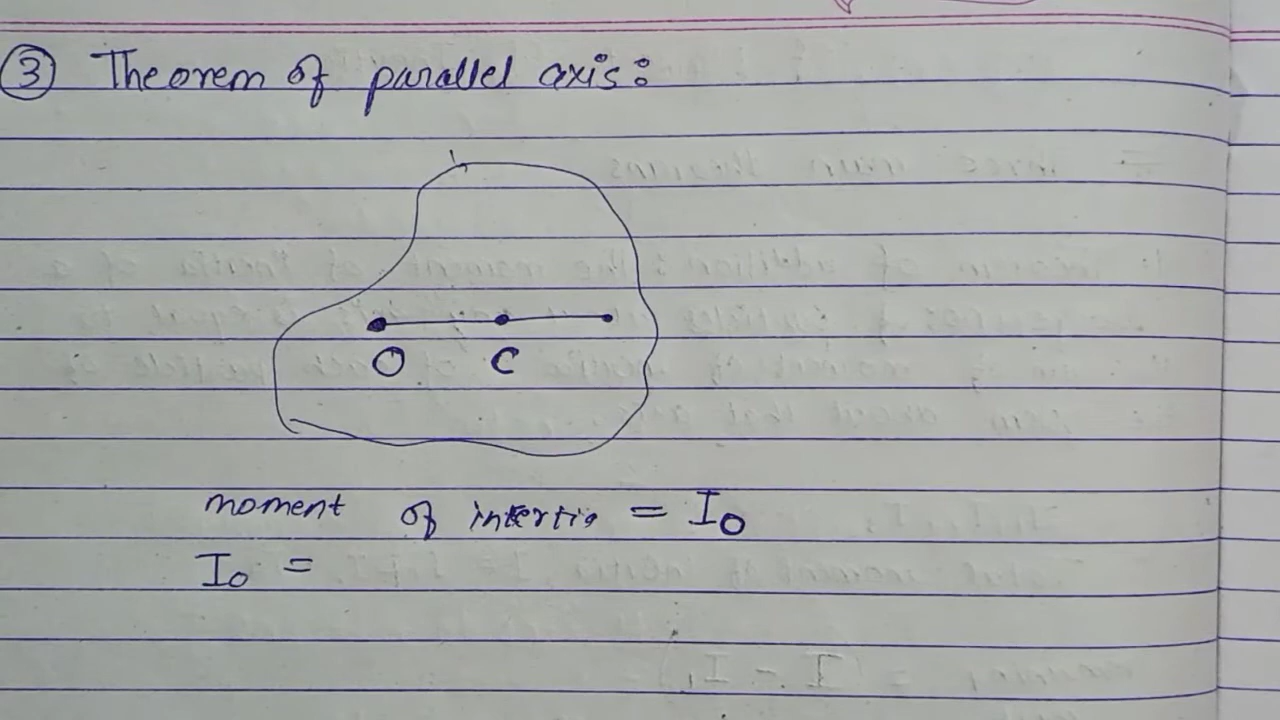 ③ Theorem of parallel axis:
O C
moment of intertia = I₀
I₀ =